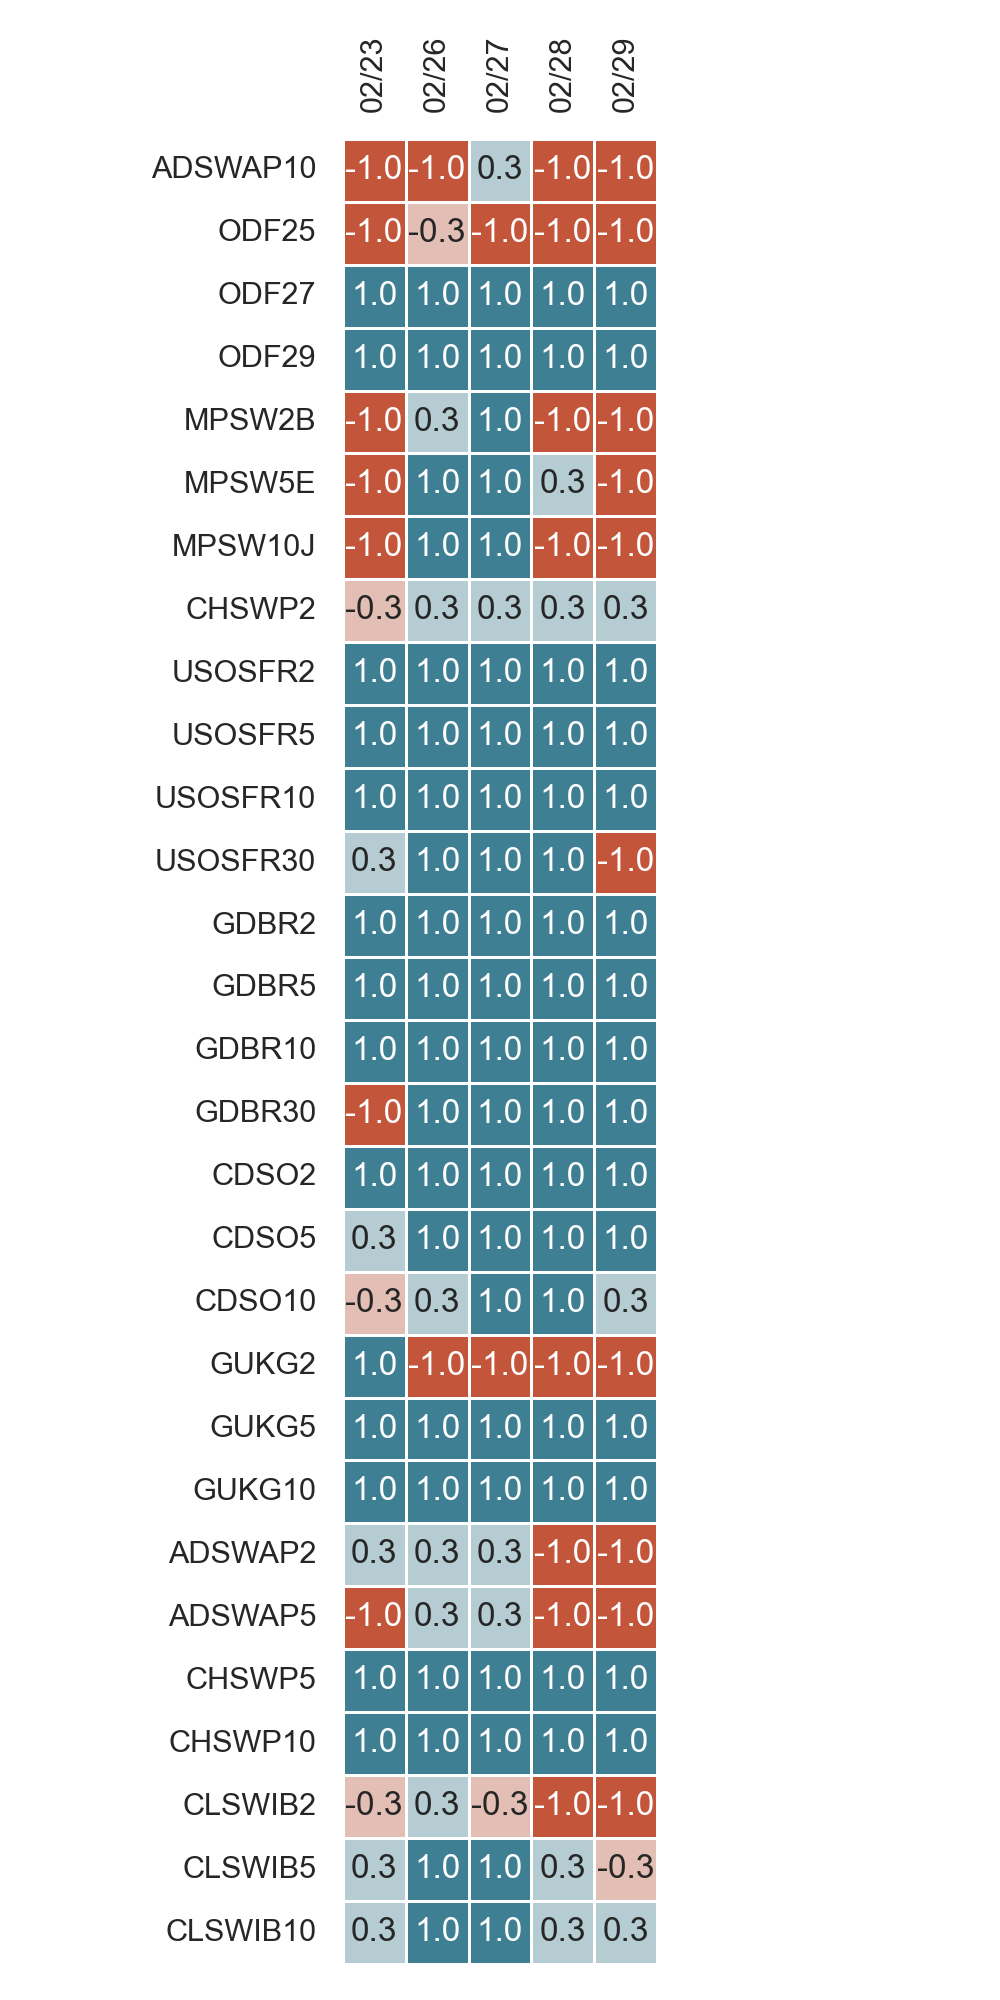 02/23 02/26 02/27 02/28 02/29
ADSWAP10 -1.0 -1.0 0.3 -1.0 -1.0
ODF25 -1.0 -0.3 -1.0 -1.0 -1.0
ODF27 1.0 1.0 1.0 1.0 1.0
ODF29 1.0 1.0 1.0 1.0 1.0
MPSW2B -1.0 0.3 1.0 -1.0 -1.0
MPSW5E -1.0 1.0 1.0 0.3 -1.0
MPSW10J -1.0 1.0 1.0 -1.0 -1.0
CHSWP2 -0.3 0.3 0.3 0.3 0.3
USOSFR2 1.0 1.0 1.0 1.0 1.0
USOSFR5 1.0 1.0 1.0 1.0 1.0
USOSFR10 1.0 1.0 1.0 1.0 1.0
USOSFR30 0.3 1.0 1.0 1.0 -1.0
GDBR2 1.0 1.0 1.0 1.0 1.0
GDBR5 1.0 1.0 1.0 1.0 1.0
GDBR10 1.0 1.0 1.0 1.0 1.0
GDBR30 -1.0 1.0 1.0 1.0 1.0
CDSO2 1.0 1.0 1.0 1.0 1.0
CDSO5 0.3 1.0 1.0 1.0 1.0
CDSO10 -0.3 0.3 1.0 1.0 0.3
GUKG2 1.0 -1.0 -1.0 -1.0 -1.0
GUKG5 1.0 1.0 1.0 1.0 1.0
GUKG10 1.0 1.0 1.0 1.0 1.0
ADSWAP2 0.3 0.3 0.3 -1.0 -1.0
ADSWAP5 -1.0 0.3 0.3 -1.0 -1.0
CHSWP5 1.0 1.0 1.0 1.0 1.0
CHSWP10 1.0 1.0 1.0 1.0 1.0
CLSWIB2 -0.3 0.3 -0.3 -1.0 -1.0
CLSWIB5 0.3 1.0 1.0 0.3 -0.3
CLSWIB10 0.3 1.0 1.0 0.3 0.3